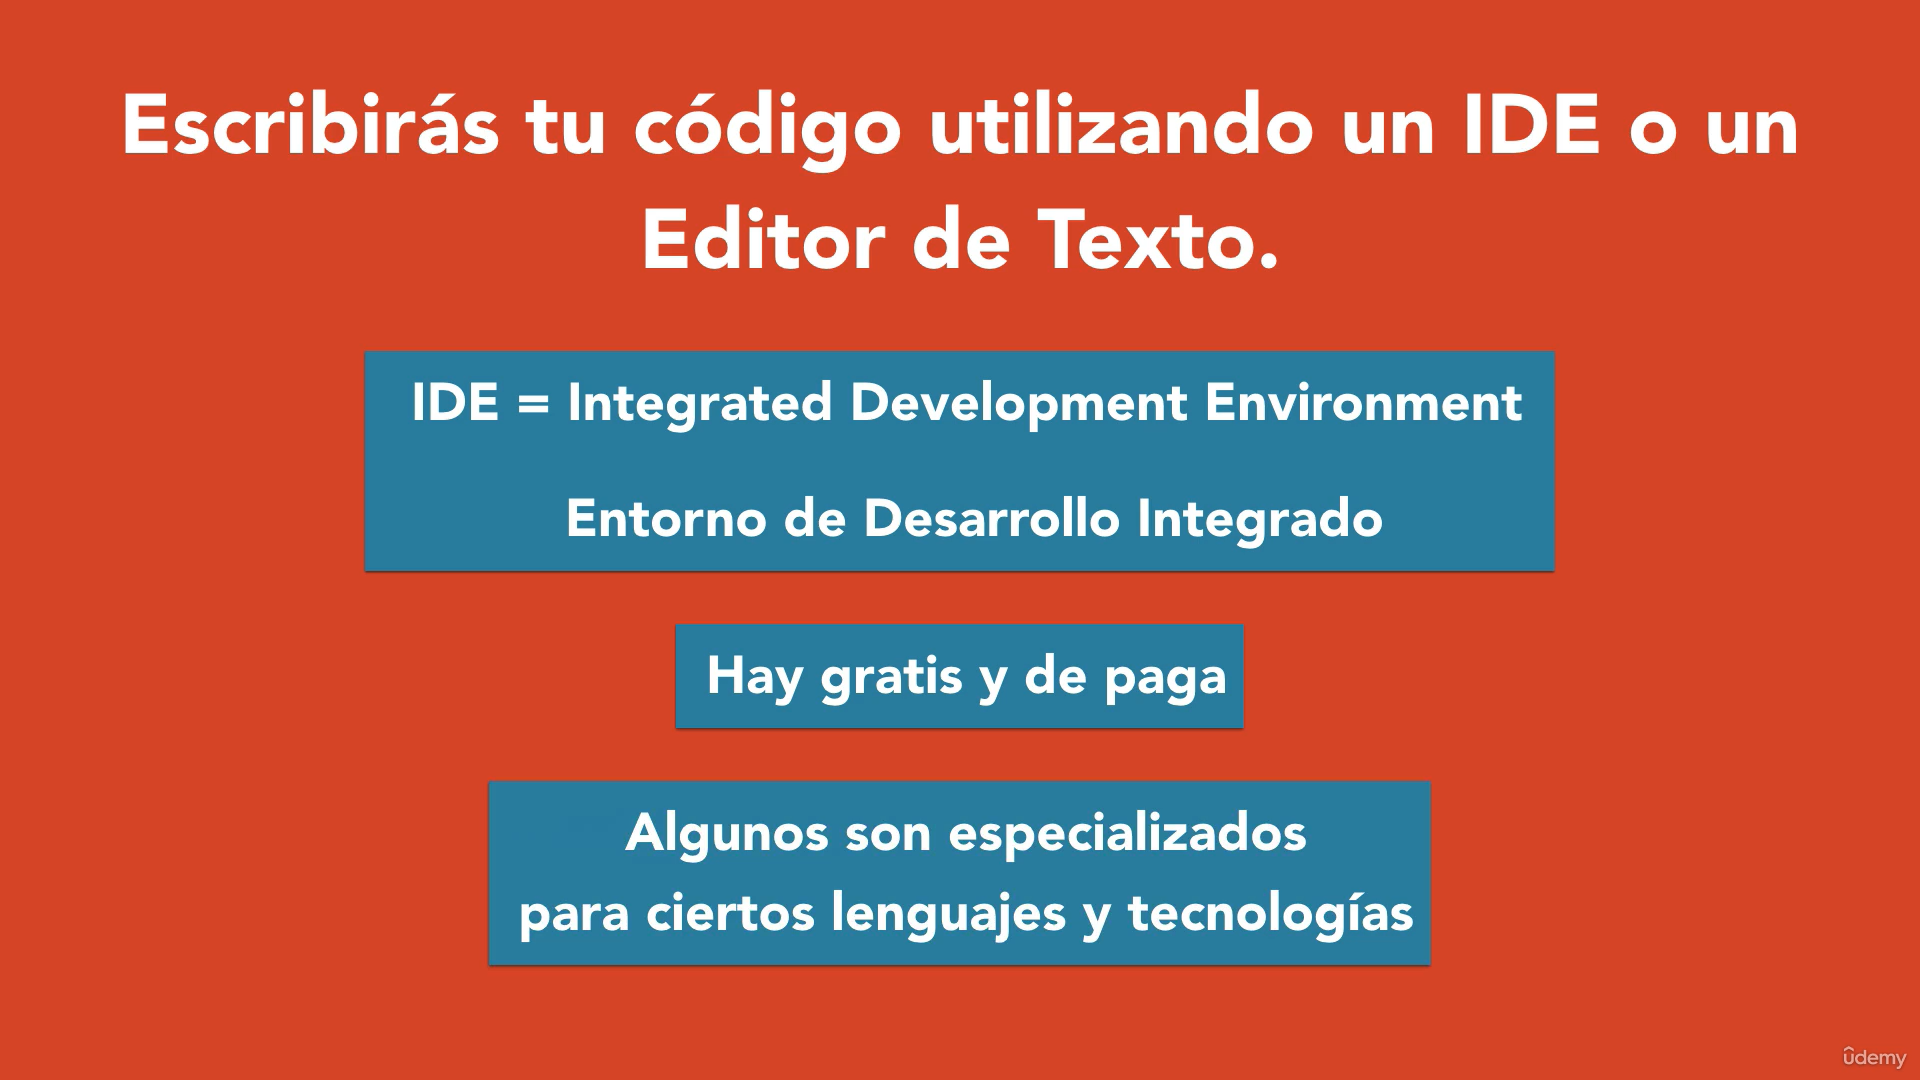 Escribirás tu código utilizando un IDE o un
Editor de Texto.
IDE = Integrated Development Environment
Entorno de Desarrollo Integrado
Hay gratis y de paga
Algunos son especializados
para ciertos lenguajes y tecnologías
ûdemy